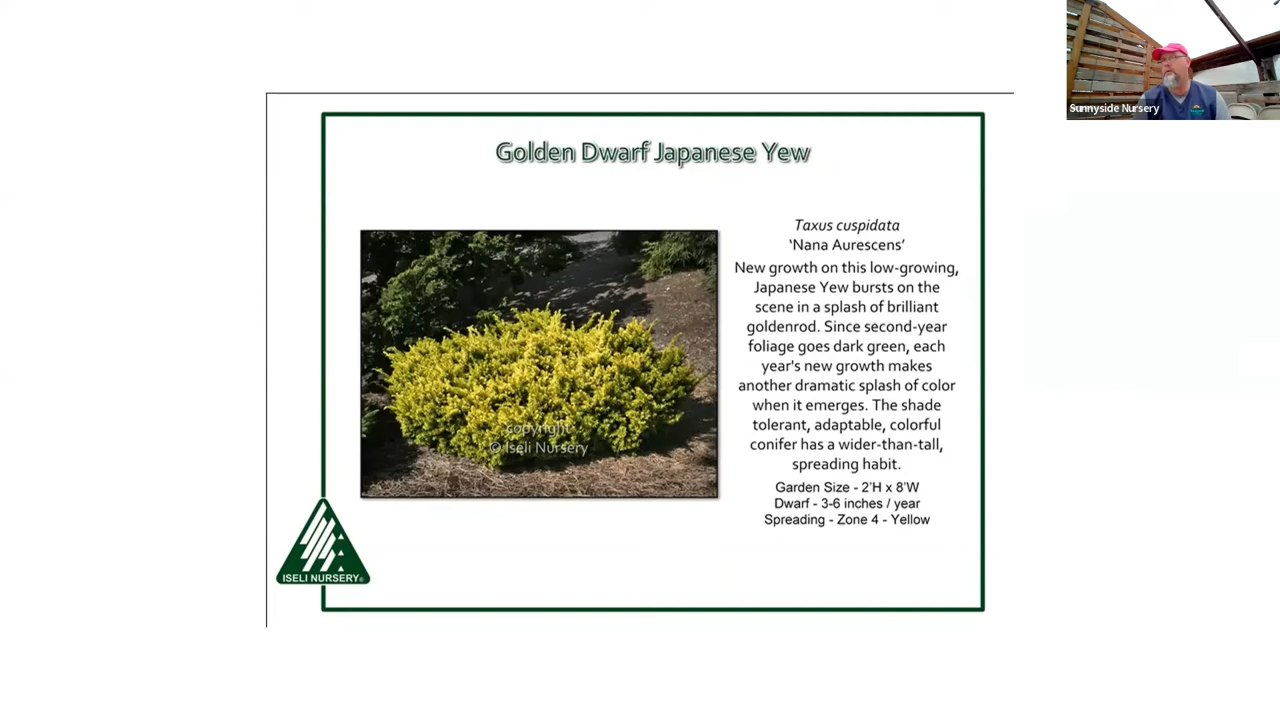 Sunnyside Nursery
Golden Dwarf Japanese Yew
Taxus cuspidata
‘Nana Aurescens’
New growth on this low-growing,
Japanese Yew bursts on the
scene in a splash of brilliant
goldenrod. Since second-year
foliage goes dark green, each
year's new growth makes
another dramatic splash of color
when it emerges. The shade
tolerant, adaptable, colorful
conifer has a wider-than-tall,
spreading habit.
Garden Size - 2'H x 8'W
Dwarf - 3-6 inches / year
Spreading - Zone 4 - Yellow
copyright
© Iseli Nursery
ISELI NURSERY®